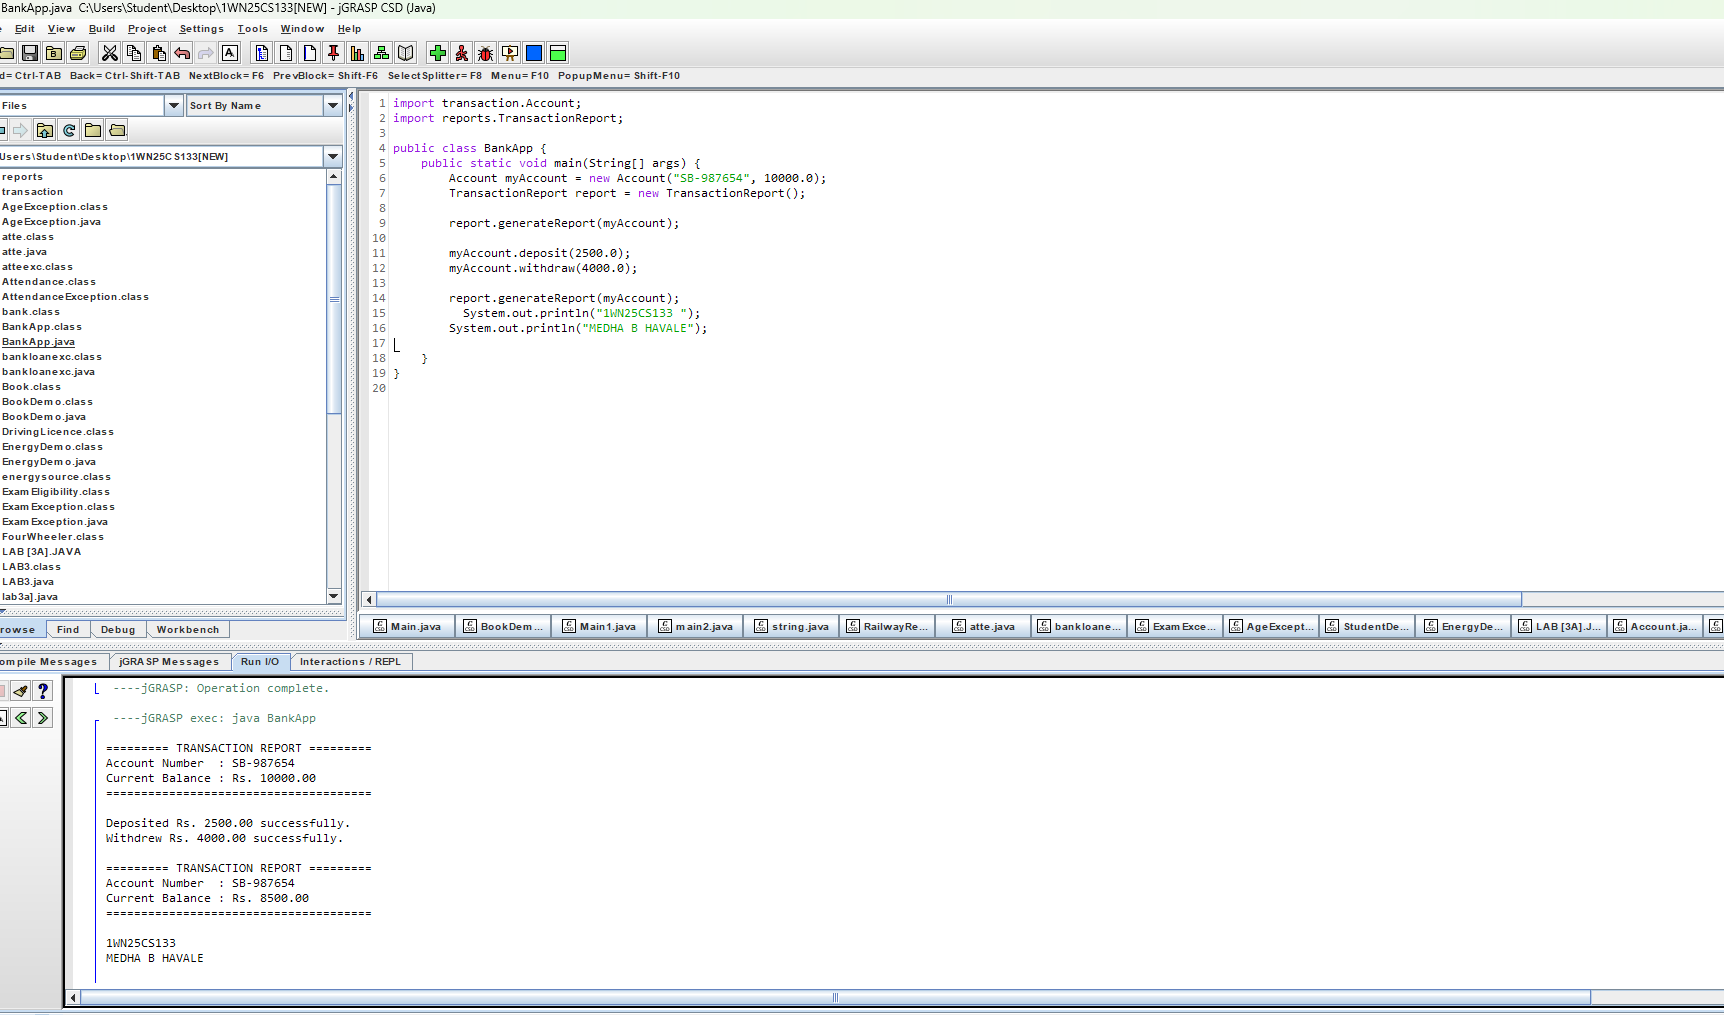 BankApp.java C:\Users\Student\Desktop\1WN25CS133[NEW] - jGRASP CSD (Java)
Edit View Build Project Settings Tools Window Help
d= Ctrl-TAB Back= Ctrl-Shift-TAB NextBlock= F6 PrevBlock= Shift-F6 SelectSplitter= F8 Menu= F10 PopupMenu= Shift-F10
Files
Sort By Name
Users\Student\Desktop\1WN25CS133[NEW]
reports
transaction
AgeException.class
AgeException.java
atte.class
atte.java
atteexc.class
Attendance.class
AttendanceException.class
bank.class
BankApp.class
BankApp.java
bankloanexc.class
bankloanexc.java
Book.class
BookDemo.class
BookDemo.java
DrivingLicence.class
EnergyDemo.class
EnergyDemo.java
energysource.class
ExamEligibility.class
ExamException.class
ExamException.java
FourWheeler.class
LAB [3A].JAVA
LAB3.class
LAB3.java
lab3a].java
rowse Find Debug Workbench
1 import transaction.Account;
2 import reports.TransactionReport;
3
4 public class BankApp {
5 public static void main(String[] args) {
6 Account myAccount = new Account("SB-987654", 10000.0);
7 TransactionReport report = new TransactionReport();
8
9 report.generateReport(myAccount);
10
11 myAccount.deposit(2500.0);
12 myAccount.withdraw(4000.0);
13
14 report.generateReport(myAccount);
15 System.out.println("1WN25CS133 ");
16 System.out.println("MEDHA B HAVALE");
17
18 }
19 }
20
Main.java BookDem... Main1.java main2.java string.java RailwayRe... atte.java bankloane... ExamExce... AgeExcept... StudentDe... EnergyDe... LAB [3A].J... Account.ja...
ompile Messages jGRASP Messages Run I/O Interactions / REPL
----jGRASP: Operation complete.
----jGRASP exec: java BankApp
========= TRANSACTION REPORT =========
Account Number : SB-987654
Current Balance : Rs. 10000.00
======================================
Deposited Rs. 2500.00 successfully.
Withdrew Rs. 4000.00 successfully.
========= TRANSACTION REPORT =========
Account Number : SB-987654
Current Balance : Rs. 8500.00
======================================
1WN25CS133
MEDHA B HAVALE